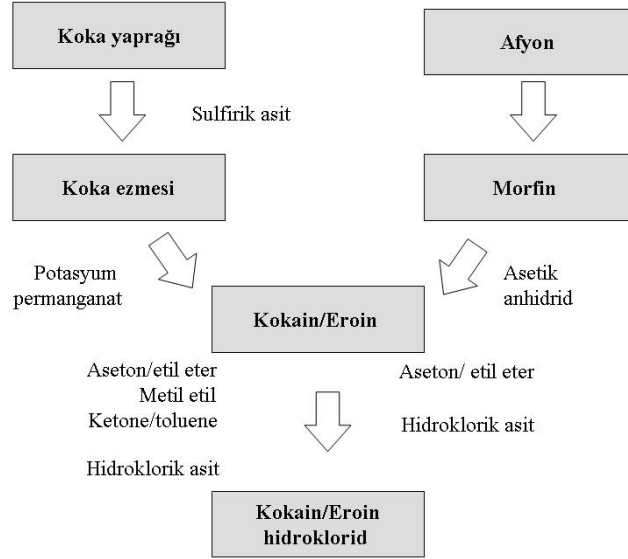 Koka yaprağı
Afyon
Sulfirik asit
Koka ezmesi
Morfin
Potasyum
permanganat
Asetik
anhidrid
Kokain/Eroin
Aseton/etil eter
Metil etil
Ketone/toluene
Aseton/ etil eter
Hidroklorik asit
Hidroklorik asit
Kokain/Eroin
hidroklorid